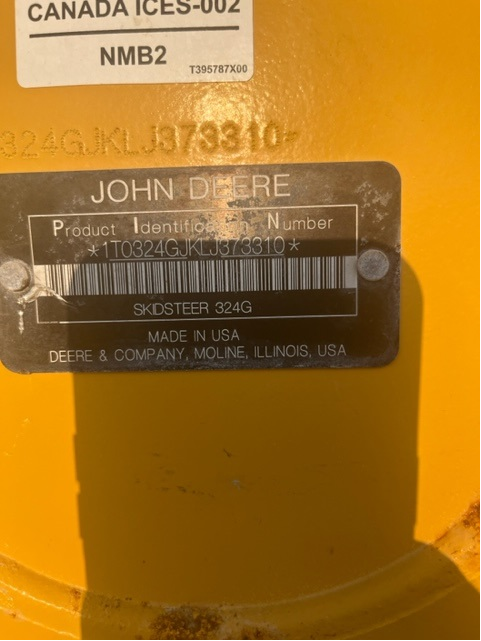 CANADA ICES-002
NMB2
T395787X00
324GJKLJ373310-
JOHN DEERE
Product Identification Number
*1T0324GJKLJ373310*
SKIDSTEER 324G
MADE IN USA
DEERE & COMPANY, MOLINE, ILLINOIS, USA